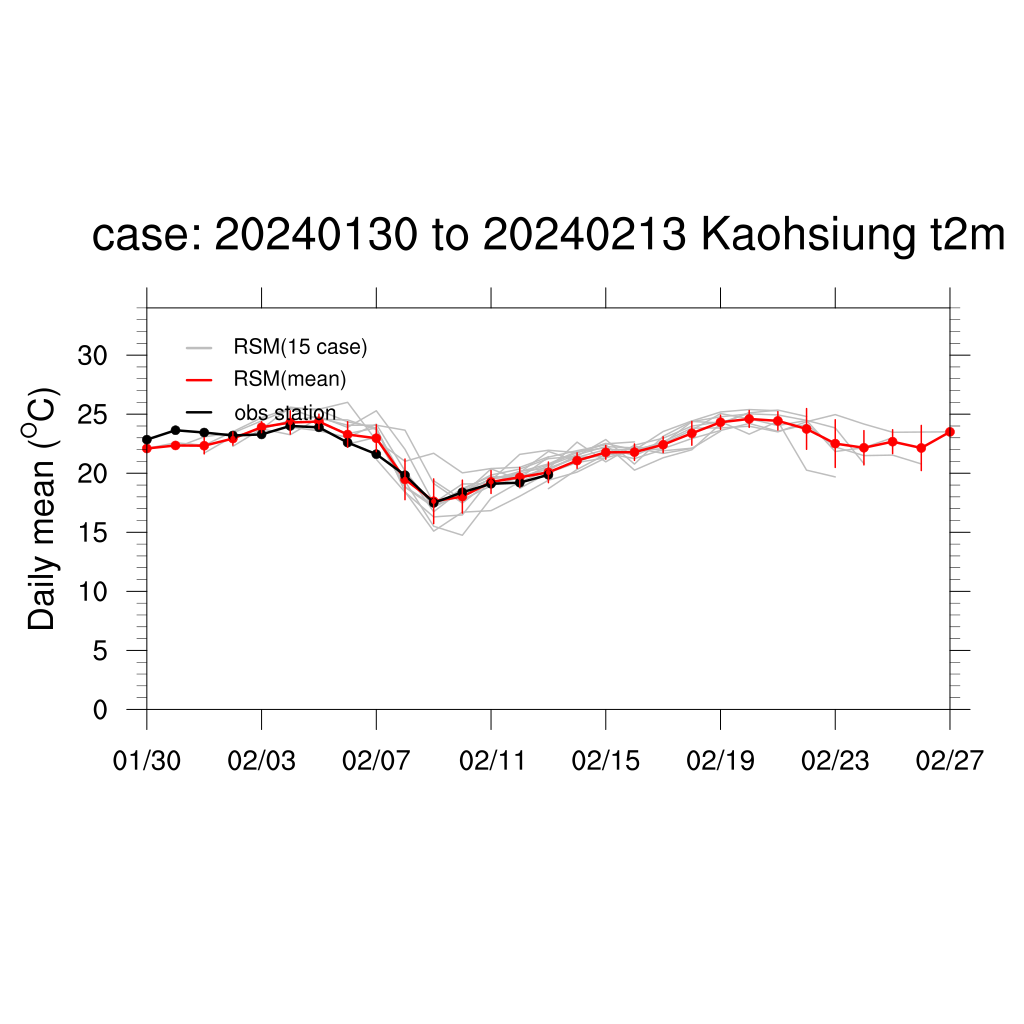 case: 20240130 to 20240213 Kaohsiung t2m
RSM(15 case)
RSM(mean)
obs station
Daily mean (°C)
30
25
20
15
10
5
0
01/30 02/03 02/07 02/11 02/15 02/19 02/23 02/27